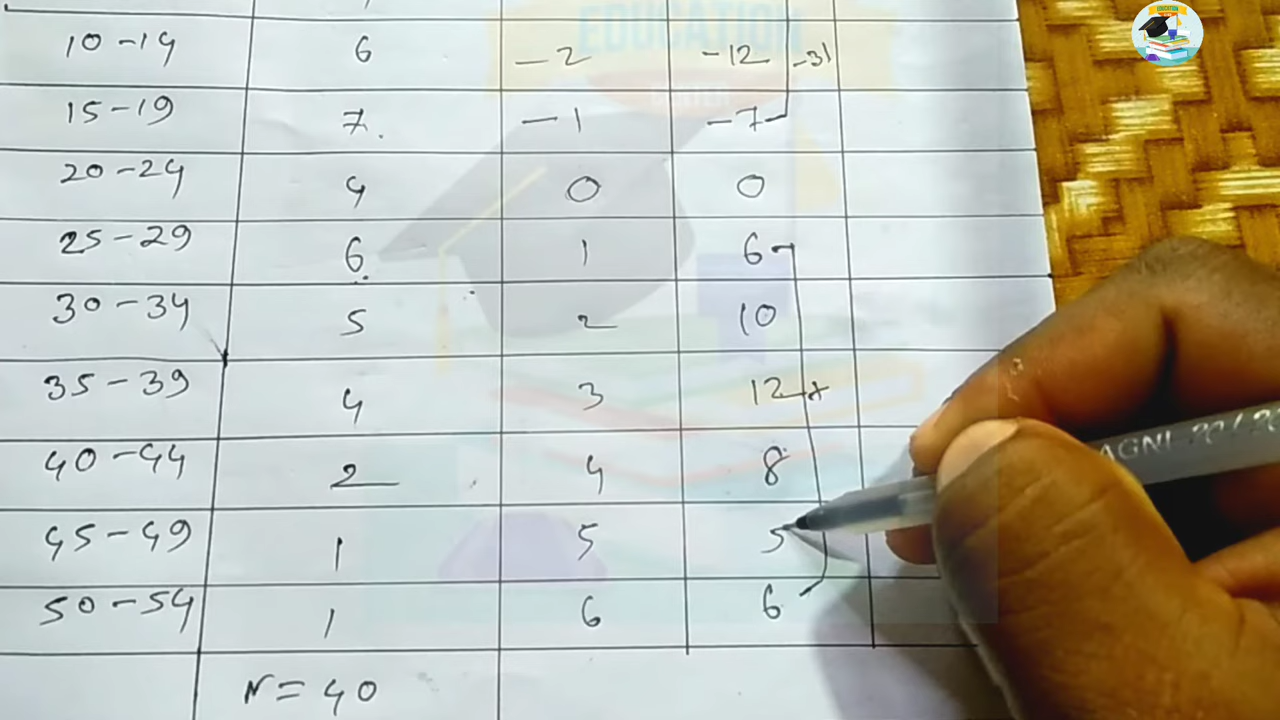 EDUCATION
10-14 6 -2 -12 -31
15-19 7. -1 -7
20-24 4 0 0
25-29 6 1 6
30-34 5 2 10
35-39 4 3 12 +
40-44 2 4 8
45-49 1 5 5
50-54 1 6 6
N = 40
AGNI